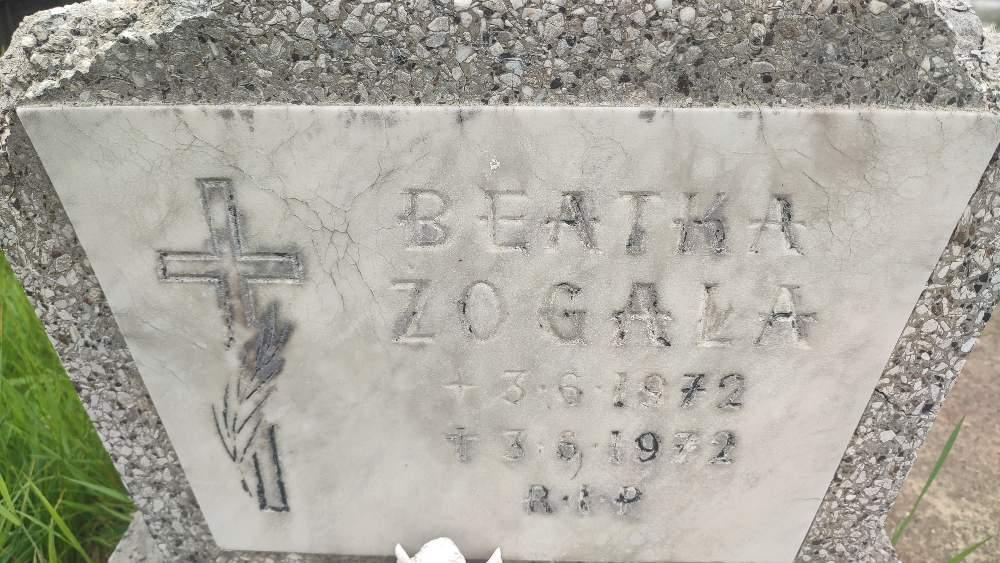 BEATKA
ZOGAŁA
+ 3·6·1972
✝ 3·6·1972
R·I·P